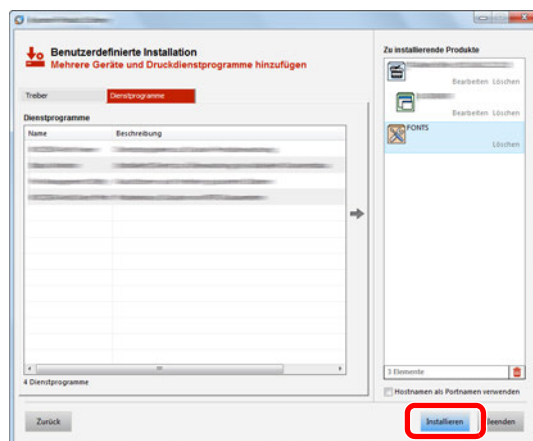 Benutzerdefinierte Installation
Mehrere Geräte und Druckdienstprogramme hinzufügen
Treiber
Dienstprogramme
Dienstprogramme
Name
Beschreibung
4 Dienstprogramme
Zu installierende Produkte
Bearbeiten Löschen
Bearbeiten Löschen
FONTS
Löschen
3 Elemente
Hostnamen als Portnamen verwenden
Zurück
Installieren
Beenden